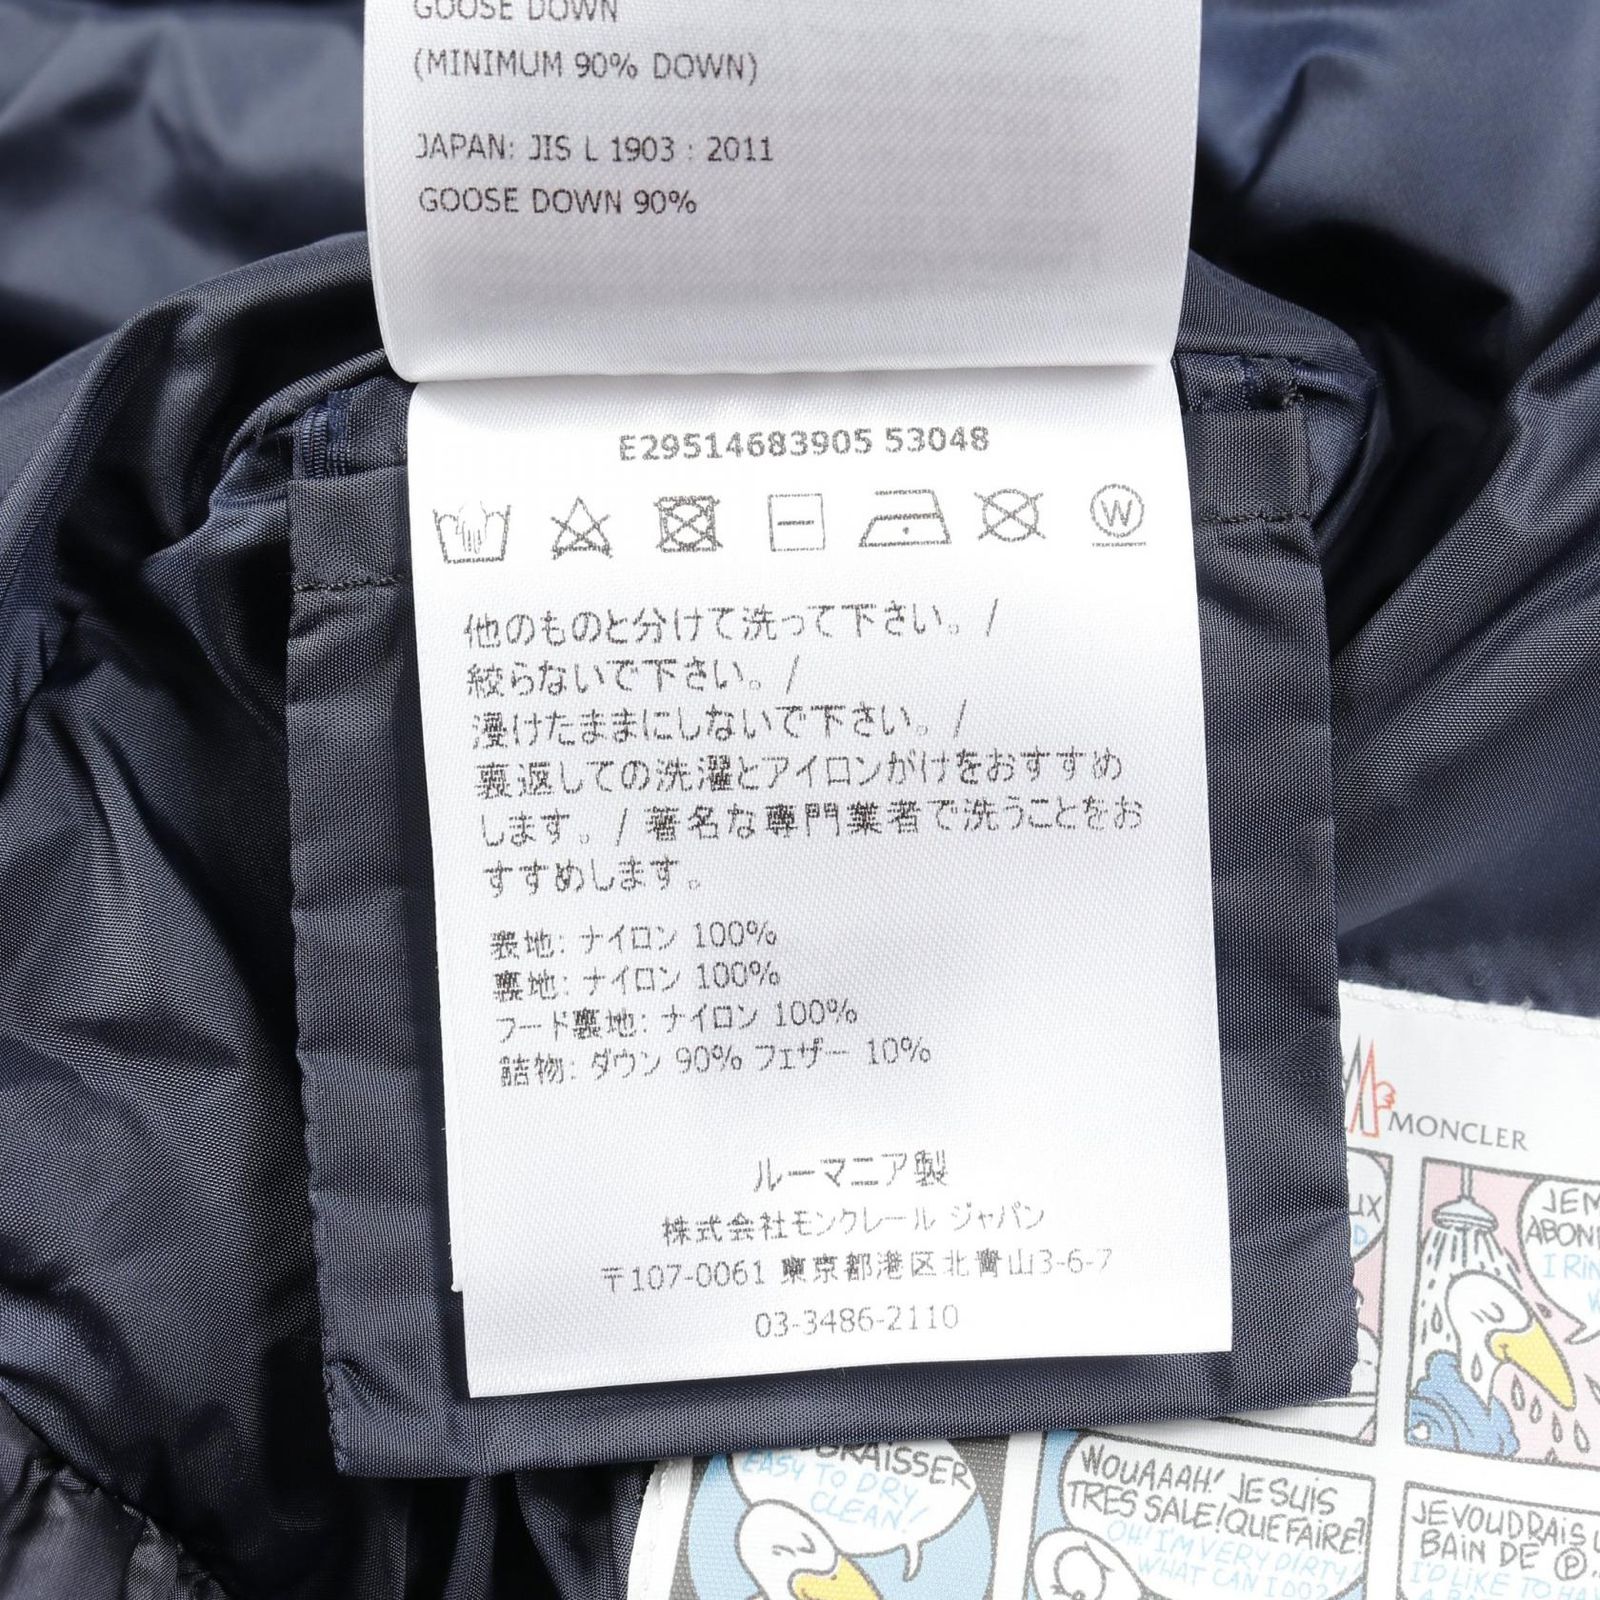 GOOSE DOWN
(MINIMUM 90% DOWN)
JAPAN: JIS L 1903 : 2011
GOOSE DOWN 90%
E29514683905 53048
W
他のものと分けて洗って下さい。/
絞らないで下さい。/
浸けたままにしないで下さい。/
裏返しての洗濯とアイロンがけをおすすめ
します。/ 著名な専門業者で洗うことをお
すすめします。
表地: ナイロン 100%
裏地: ナイロン 100%
フード裏地: ナイロン 100%
詰物: ダウン 90% フェザー 10%
ルーマニア製
株式会社モンクレール ジャパン
〒107-0061 東京都港区北青山3-6-7
03-3486-2110
MONCLER
JE M
ABON
I RIN
EASY TO DRY
CLEAN!
WOUAAAH! JE SUIS
TRES SALE! QUE FAIRE?
OH! I'M VERY DIRTY!
WHAT CAN I DO?
JE VOUDRAIS
BAIN DE P
I'D LIKE TO